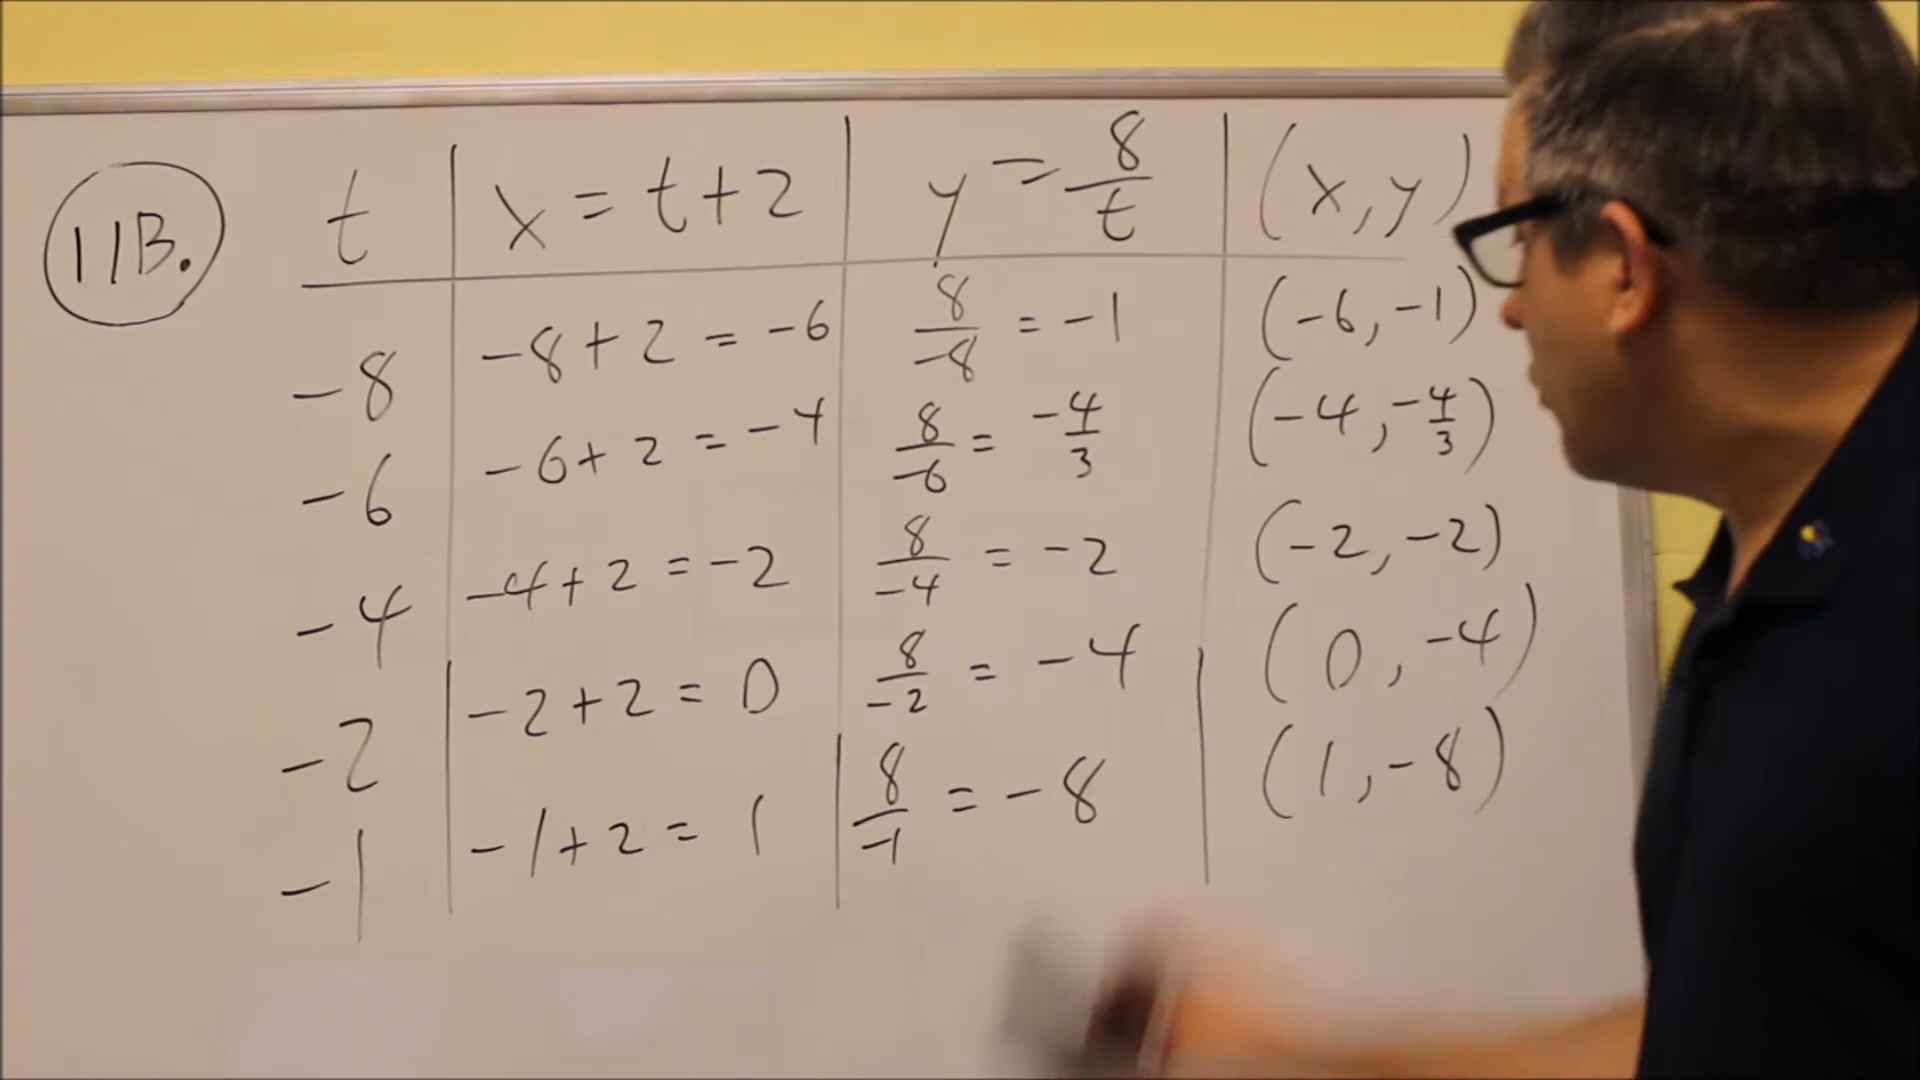 11B.
t | x = t+2 | y = 8/t | (x,y)
-8 | -8+2 = -6 | 8/-8 = -1 | (-6,-1)
-6 | -6+2 = -4 | 8/-6 = -4/3 | (-4,-4/3)
-4 | -4+2 = -2 | 8/-4 = -2 | (-2,-2)
-2 | -2+2 = 0 | 8/-2 = -4 | (0,-4)
-1 | -1+2 = 1 | 8/-1 = -8 | (1,-8)